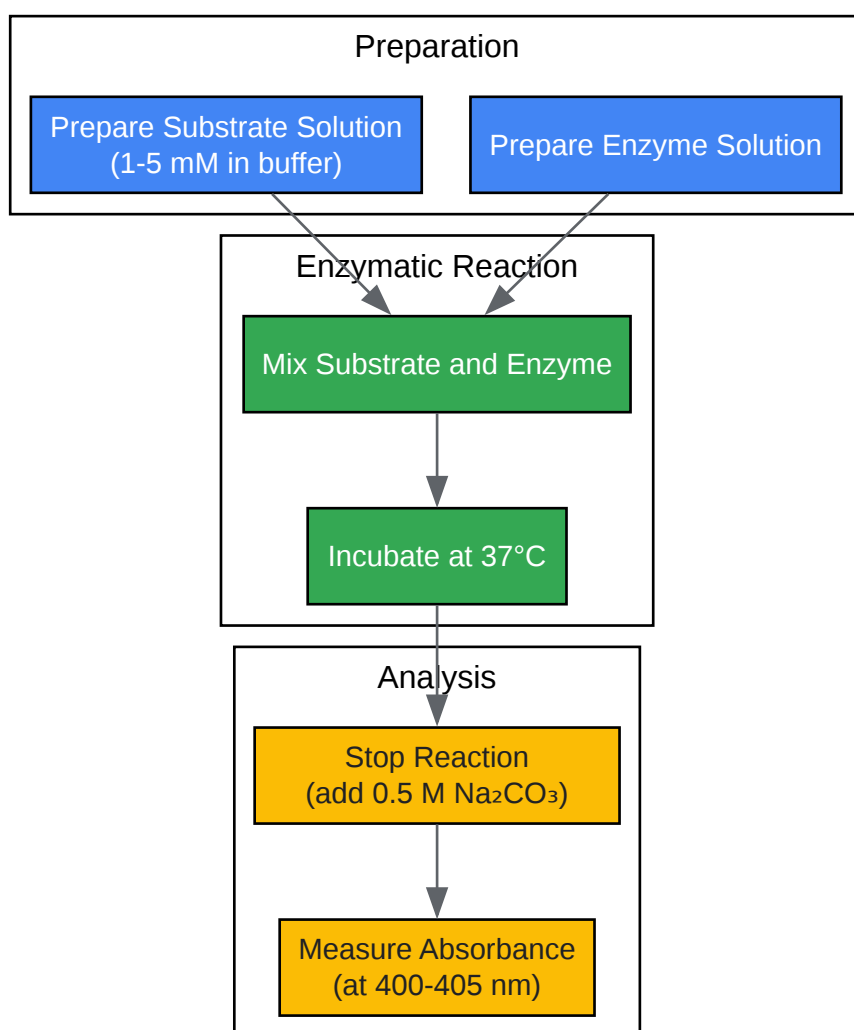 Preparation
Prepare Substrate Solution
(1-5 mM in buffer)
Prepare Enzyme Solution
Enzymatic Reaction
Mix Substrate and Enzyme
Incubate at 37°C
Analysis
Stop Reaction
(add 0.5 M Na₂CO₃)
Measure Absorbance
(at 400-405 nm)